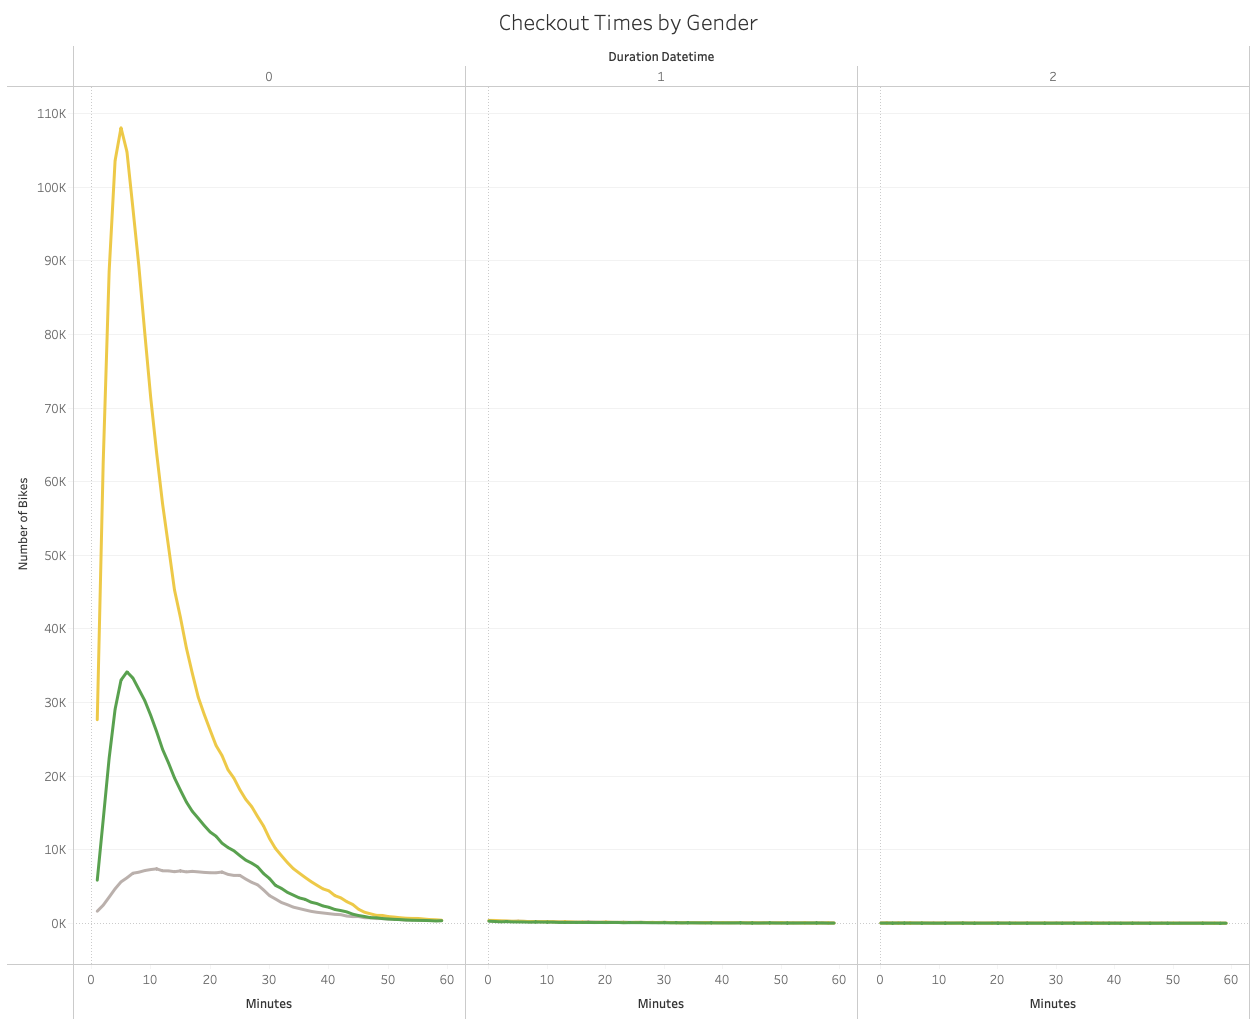 Checkout Times by Gender
Duration Datetime
0 1 2
110K
100K
90K
80K
70K
60K
50K
40K
30K
20K
10K
0K
Number of Bikes
0 10 20 30 40 50 60 0 10 20 30 40 50 60 0 10 20 30 40 50 60
Minutes Minutes Minutes